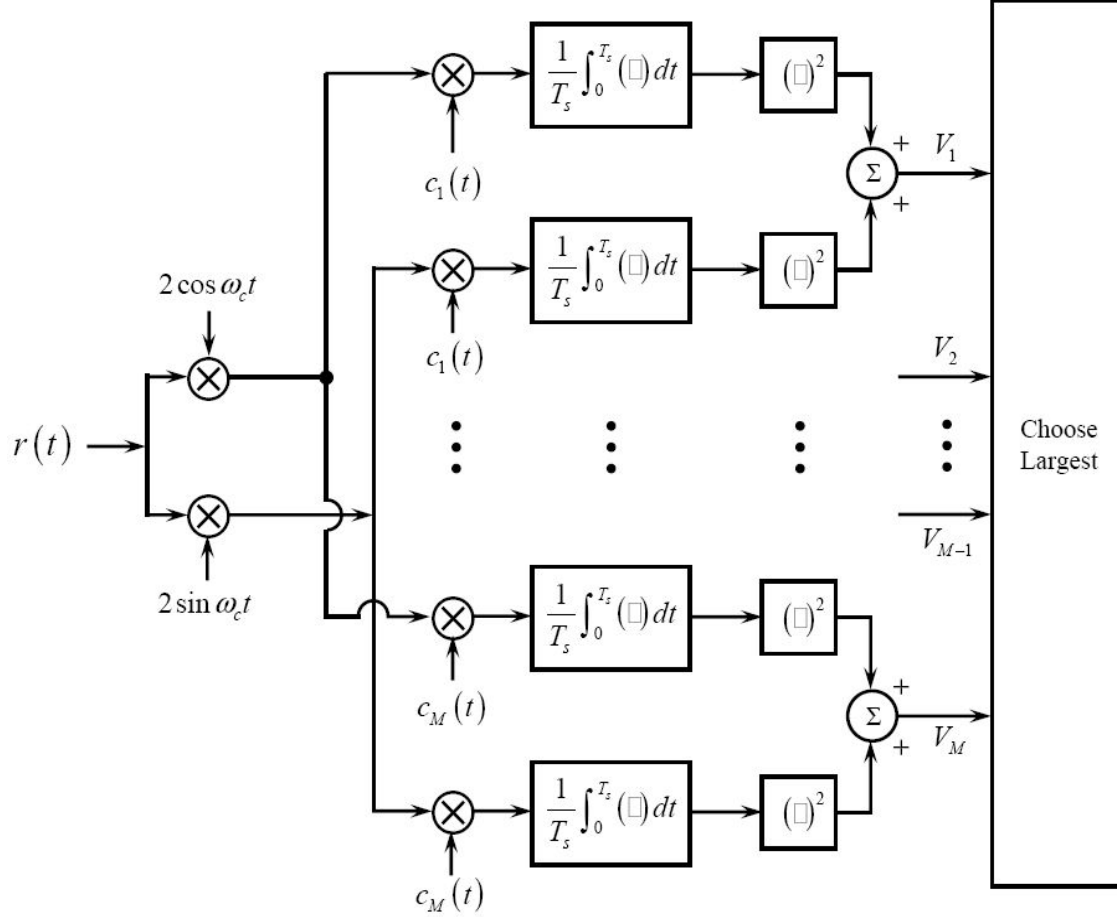 1/T_s ∫_0^{T_s} (□) dt
(□)^2
+
V_1
Σ
+
c_1(t)
1/T_s ∫_0^{T_s} (□) dt
(□)^2
2 cos ω_c t
c_1(t)
V_2
r(t)
Choose
Largest
V_{M-1}
2 sin ω_c t
1/T_s ∫_0^{T_s} (□) dt
(□)^2
+
c_M(t)
Σ
V_M
+
1/T_s ∫_0^{T_s} (□) dt
(□)^2
c_M(t)